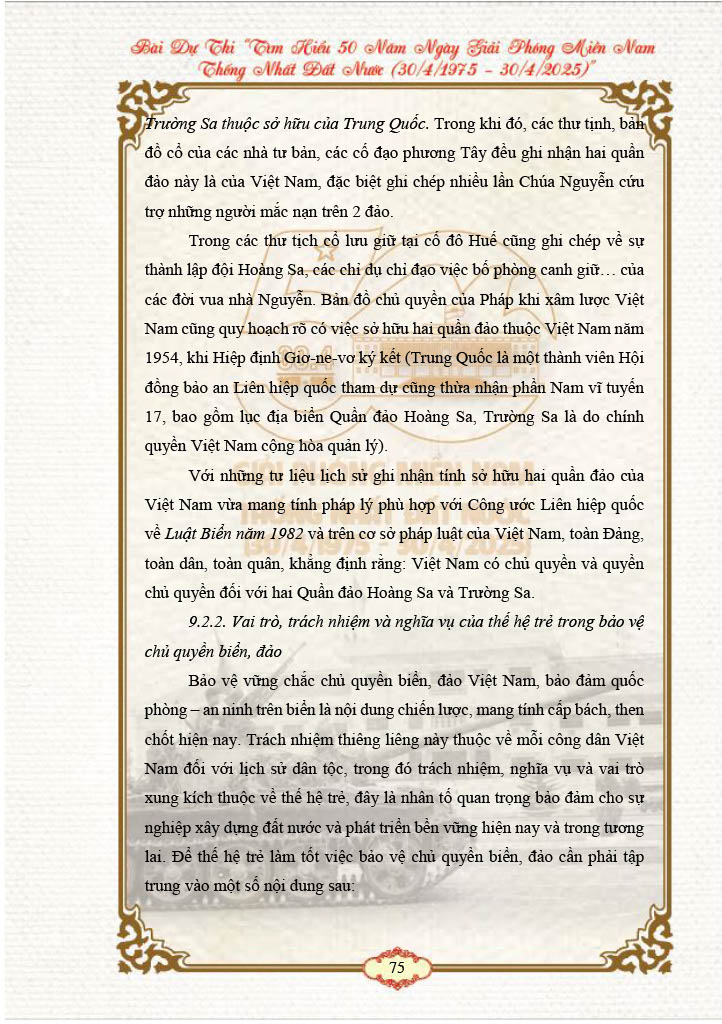 Bài Dự Thi "Tìm Hiểu 50 Năm Ngày Giải Phóng Miền Nam
Thống Nhất Đất Nước (30/4/1975 – 30/4/2025)"
Trường Sa thuộc sở hữu của Trung Quốc. Trong khi đó, các thư tịnh, bản
đồ cổ của các nhà tư bản, các cố đạo phương Tây đều ghi nhận hai quần
đảo này là của Việt Nam, đặc biệt ghi chép nhiều lần Chúa Nguyễn cứu
trợ những người mắc nạn trên 2 đảo.
Trong các thư tịch cổ lưu giữ tại cố đô Huế cũng ghi chép về sự
thành lập đội Hoàng Sa, các chỉ dụ chỉ đạo việc bố phòng canh giữ… của
các đời vua nhà Nguyễn. Bản đồ chủ quyền của Pháp khi xâm lược Việt
Nam cũng quy hoạch rõ có việc sở hữu hai quần đảo thuộc Việt Nam năm
1954, khi Hiệp định Giơ-ne-vơ ký kết (Trung Quốc là một thành viên Hội
đồng bảo an Liên hiệp quốc tham dự cũng thừa nhận phần Nam vĩ tuyến
17, bao gồm lục địa biển Quần đảo Hoàng Sa, Trường Sa là do chính
quyền Việt Nam cộng hòa quản lý).
Với những tư liệu lịch sử ghi nhận tính sở hữu hai quần đảo của
Việt Nam vừa mang tính pháp lý phù hợp với Công ước Liên hiệp quốc
về Luật Biển năm 1982 và trên cơ sở pháp luật của Việt Nam, toàn Đảng,
toàn dân, toàn quân, khẳng định rằng: Việt Nam có chủ quyền và quyền
chủ quyền đối với hai Quần đảo Hoàng Sa và Trường Sa.
9.2.2. Vai trò, trách nhiệm và nghĩa vụ của thế hệ trẻ trong bảo vệ
chủ quyền biển, đảo
Bảo vệ vững chắc chủ quyền biển, đảo Việt Nam, bảo đảm quốc
phòng – an ninh trên biển là nội dung chiến lược, mang tính cấp bách, then
chốt hiện nay. Trách nhiệm thiêng liêng này thuộc về mỗi công dân Việt
Nam đối với lịch sử dân tộc, trong đó trách nhiệm, nghĩa vụ và vai trò
xung kích thuộc về thế hệ trẻ, đây là nhân tố quan trọng bảo đảm cho sự
nghiệp xây dựng đất nước và phát triển bền vững hiện nay và trong tương
lai. Để thế hệ trẻ làm tốt việc bảo vệ chủ quyền biển, đảo cần phải tập
trung vào một số nội dung sau:
30.4
GIẢI PHÓNG MIỀN NAM
THỐNG NHẤT ĐẤT NƯỚC
(30/4/1975 - 30/4/2025)
75